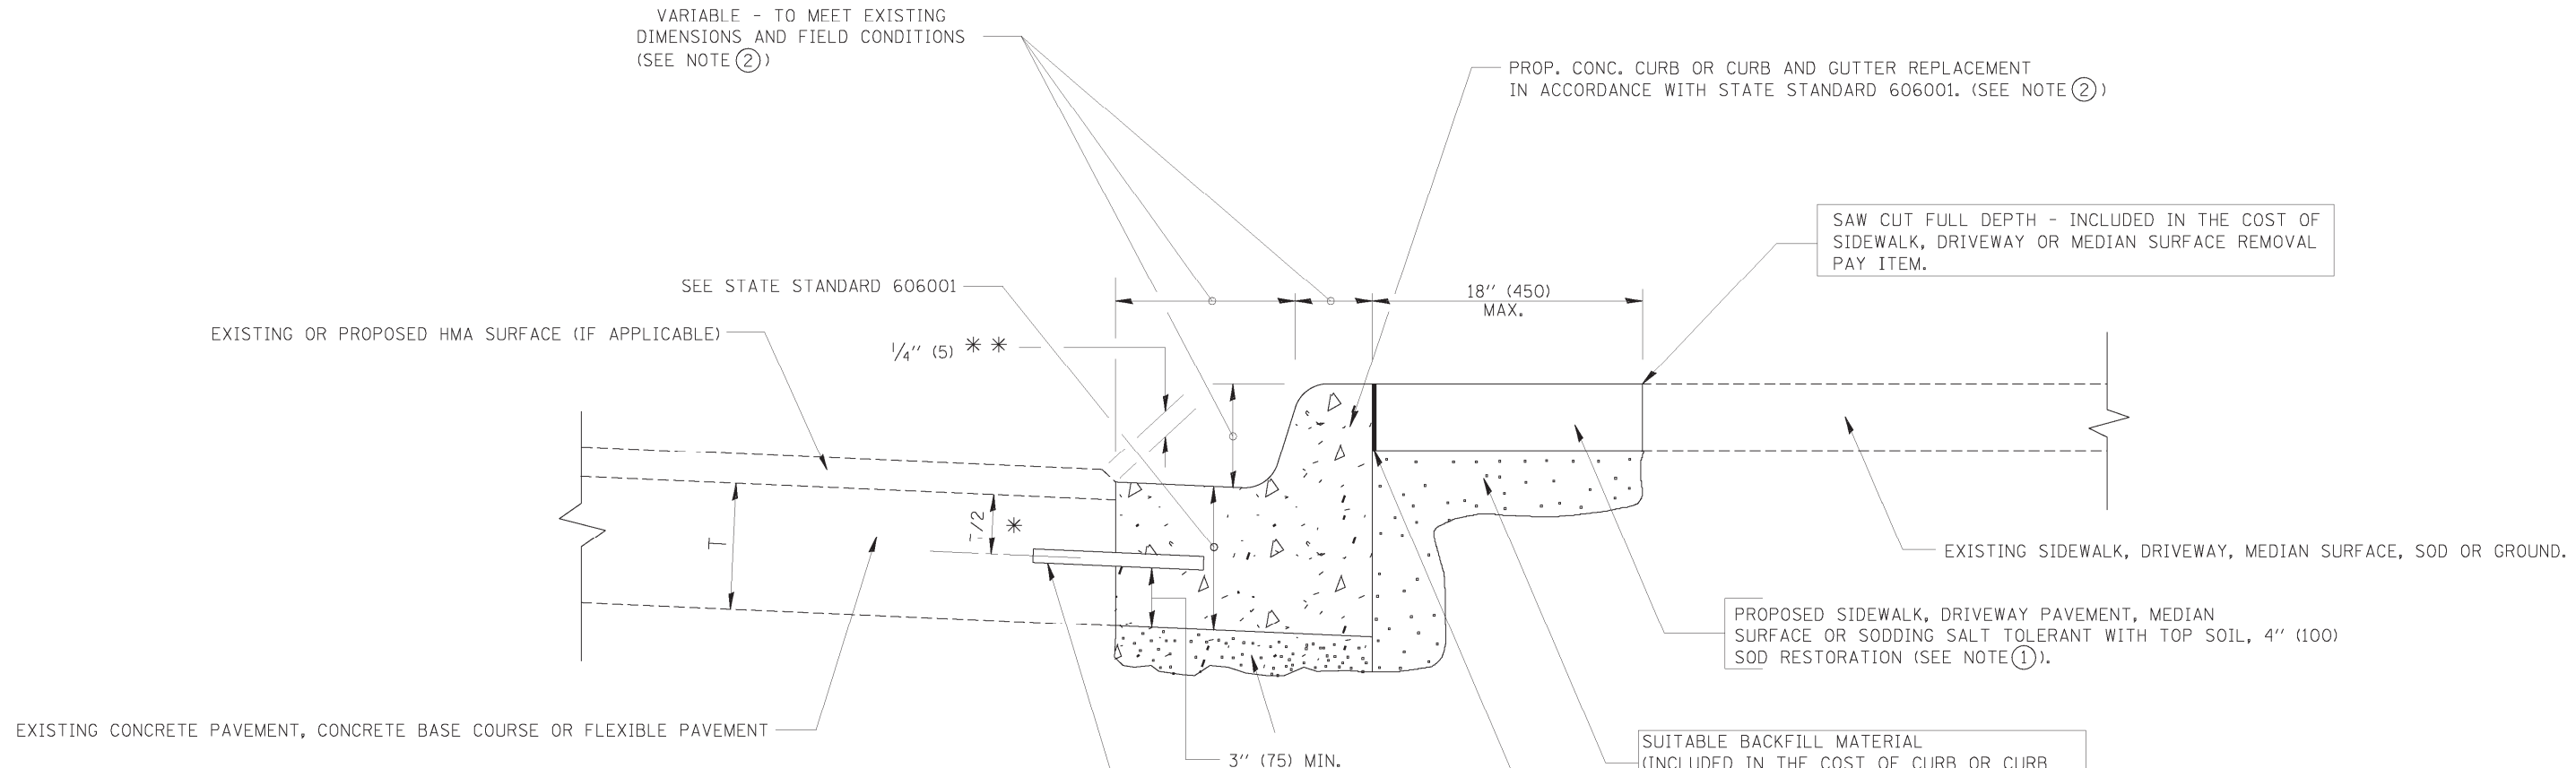 VARIABLE - TO MEET EXISTING
DIMENSIONS AND FIELD CONDITIONS
(SEE NOTE 2)
PROP. CONC. CURB OR CURB AND GUTTER REPLACEMENT
IN ACCORDANCE WITH STATE STANDARD 606001. (SEE NOTE 2)
SAW CUT FULL DEPTH - INCLUDED IN THE COST OF
SIDEWALK, DRIVEWAY OR MEDIAN SURFACE REMOVAL
PAY ITEM.
SEE STATE STANDARD 606001
18" (450)
MAX.
EXISTING OR PROPOSED HMA SURFACE (IF APPLICABLE)
1/4" (5) * *
T
T/2 *
EXISTING SIDEWALK, DRIVEWAY, MEDIAN SURFACE, SOD OR GROUND.
PROPOSED SIDEWALK, DRIVEWAY PAVEMENT, MEDIAN
SURFACE OR SODDING SALT TOLERANT WITH TOP SOIL, 4" (100)
SOD RESTORATION (SEE NOTE 1).
EXISTING CONCRETE PAVEMENT, CONCRETE BASE COURSE OR FLEXIBLE PAVEMENT
3" (75) MIN.
SUITABLE BACKFILL MATERIAL
(INCLUDED IN THE COST OF CURB OR CURB